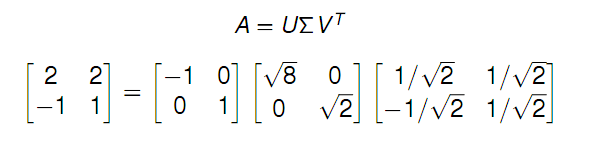 A = UΣV^T
[2 2; -1 1] = [-1 0; 0 1] [√8 0; 0 √2] [1/√2 1/√2; -1/√2 1/√2]